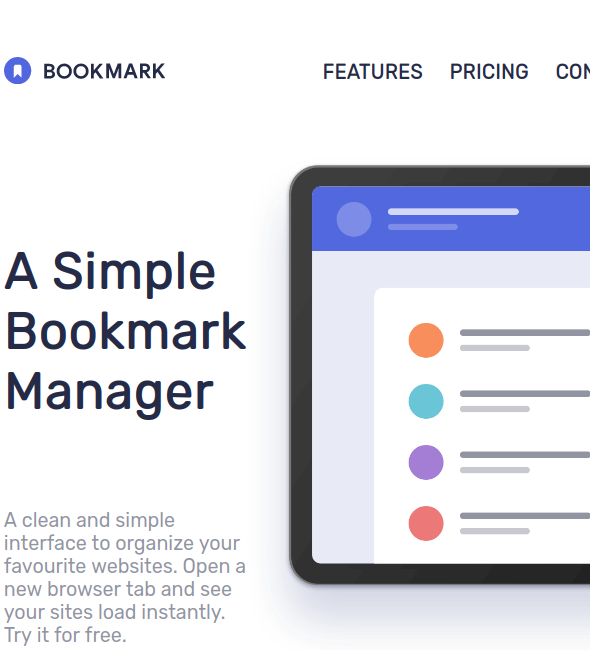 BOOKMARK FEATURES PRICING CON
A Simple
Bookmark
Manager
A clean and simple
interface to organize your
favourite websites. Open a
new browser tab and see
your sites load instantly.
Try it for free.